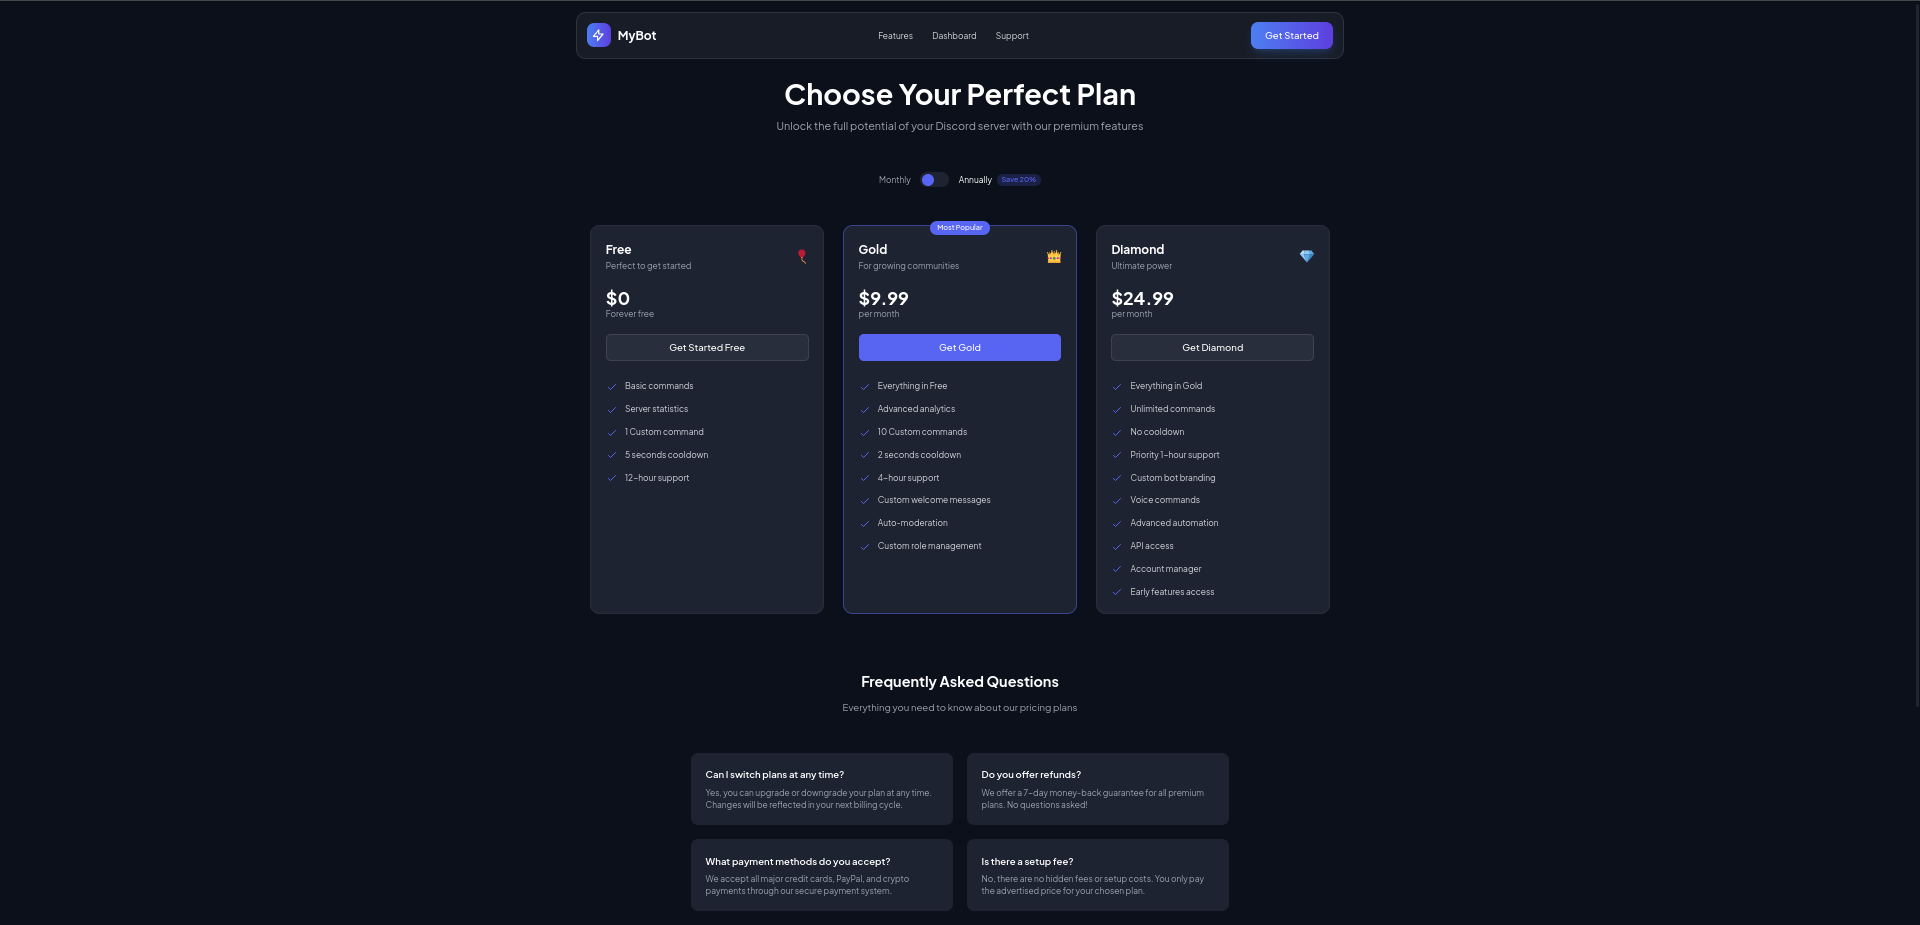 MyBot
Features
Dashboard
Support
Get Started
Choose Your Perfect Plan
Unlock the full potential of your Discord server with our premium features
Monthly
Annually
Save 20%
Free
Perfect to get started
$0
Forever free
Get Started Free
Basic commands
Server statistics
1 Custom command
5 seconds cooldown
12-hour support
Most Popular
Gold
For growing communities
$9.99
per month
Get Gold
Everything in Free
Advanced analytics
10 Custom commands
2 seconds cooldown
4-hour support
Custom welcome messages
Auto-moderation
Custom role management
Diamond
Ultimate power
$24.99
per month
Get Diamond
Everything in Gold
Unlimited commands
No cooldown
Priority 1-hour support
Custom bot branding
Voice commands
Advanced automation
API access
Account manager
Early features access
Frequently Asked Questions
Everything you need to know about our pricing plans
Can I switch plans at any time?
Yes, you can upgrade or downgrade your plan at any time.
Changes will be reflected in your next billing cycle.
Do you offer refunds?
We offer a 7-day money-back guarantee for all premium
plans. No questions asked!
What payment methods do you accept?
We accept all major credit cards, PayPal, and crypto
payments through our secure payment system.
Is there a setup fee?
No, there are no hidden fees or setup costs. You only pay
the advertised price for your chosen plan.